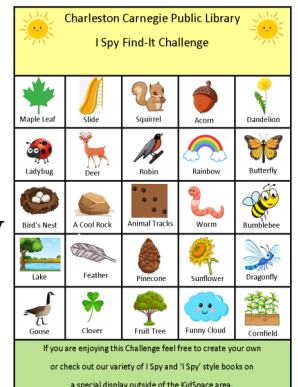 Charleston Carnegie Public Library
I Spy Find-It Challenge
Maple Leaf Slide Squirrel Acorn Dandelion
Ladybug Deer Robin Rainbow Butterfly
Bird's Nest A Cool Rock Animal Tracks Worm Bumblebee
Lake Feather Pinecone Sunflower Dragonfly
Goose Clover Fruit Tree Funny Cloud Cornfield
If you are enjoying this Challenge feel free to create your own
or check out our variety of I Spy and 'I Spy' style books on
a special display outside of the KidSpace area.